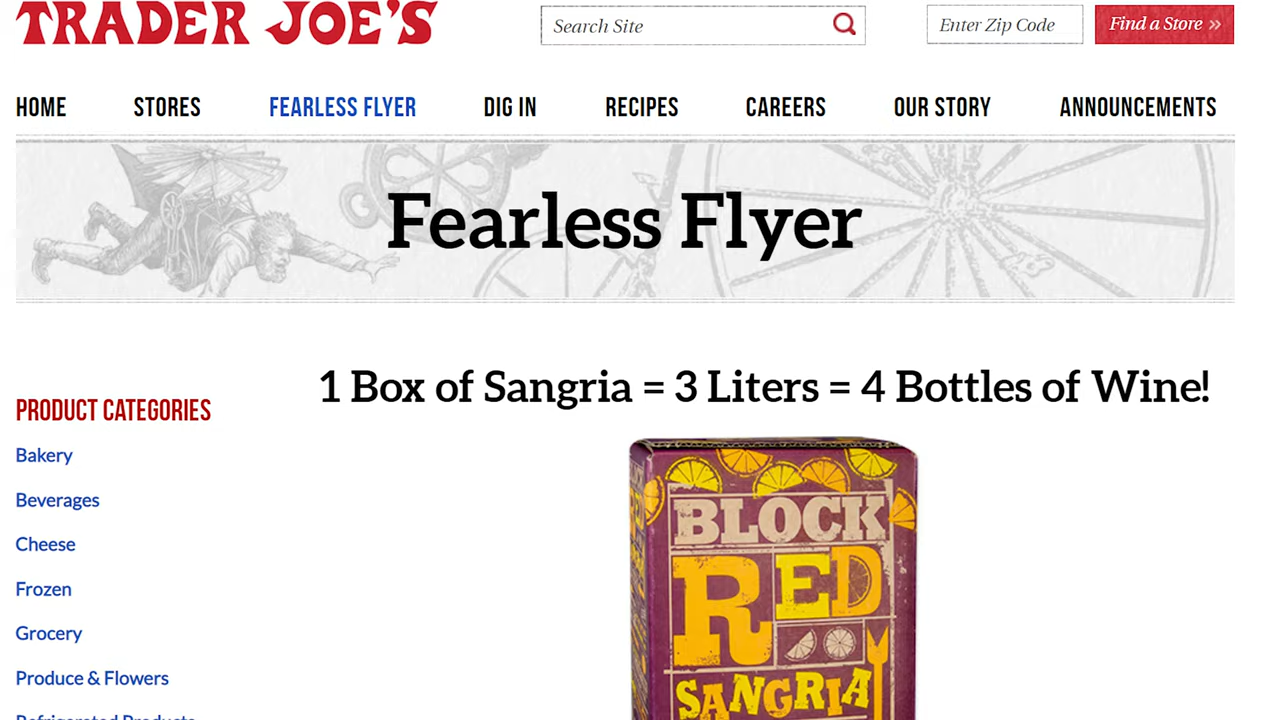 TRADER JOE'S
Search Site
Enter Zip Code
Find a Store »
HOME STORES FEARLESS FLYER DIG IN RECIPES CAREERS OUR STORY ANNOUNCEMENTS
Fearless Flyer
1 Box of Sangria = 3 Liters = 4 Bottles of Wine!
PRODUCT CATEGORIES
Bakery
Beverages
Cheese
Frozen
Grocery
Produce & Flowers
Refrigerated Products
BLOCK
RED
SANGRIA